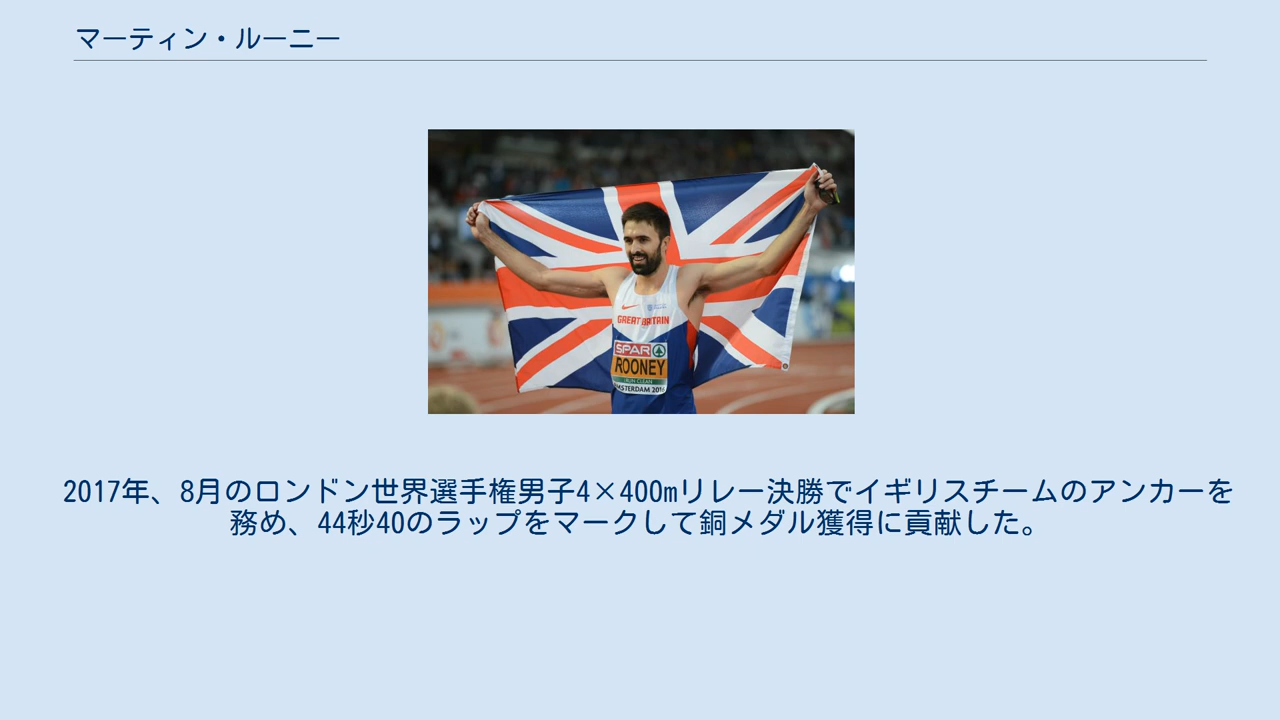 マーティン・ルーニー
GREAT BRITAIN
SPAR
ROONEY
AMSTERDAM 2016
2017年、8月のロンドン世界選手権男子4×400mリレー決勝でイギリスチームのアンカーを
務め、44秒40のラップをマークして銅メダル獲得に貢献した。